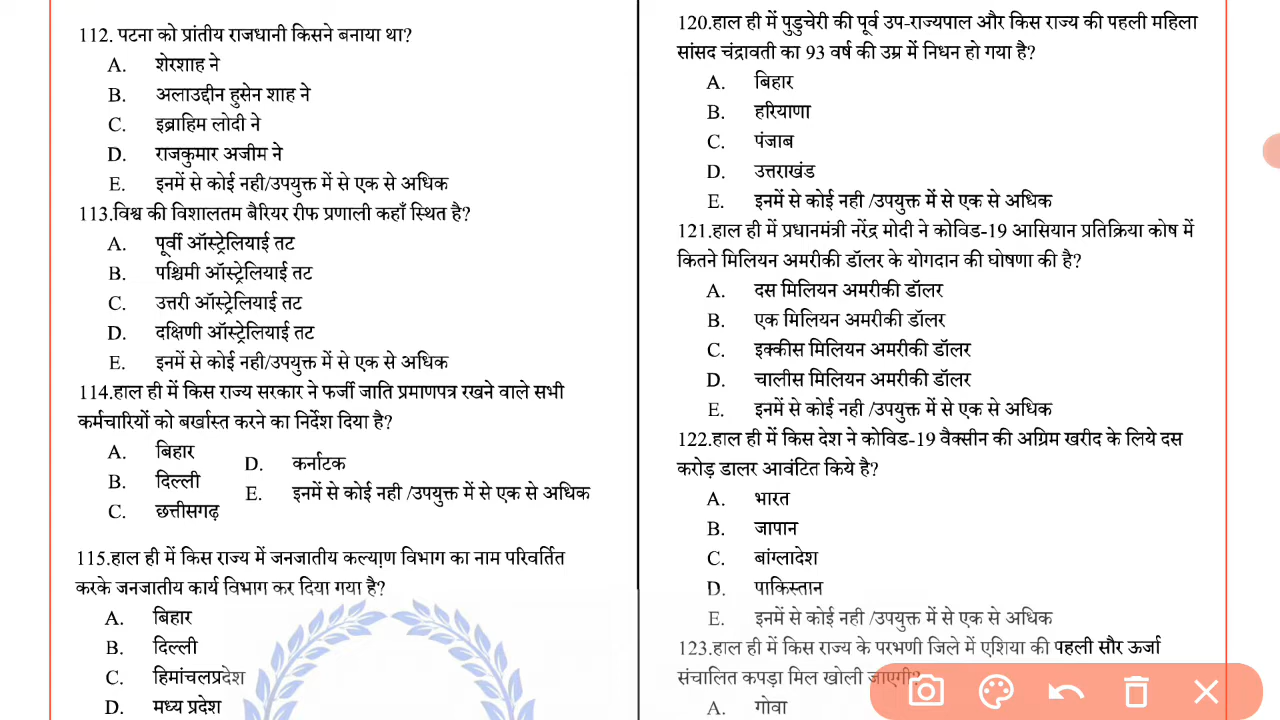 112. पटना को प्रांतीय राजधानी किसने बनाया था?
A. शेरशाह ने
B. अलाउद्दीन हुसेन शाह ने
C. इब्राहिम लोदी ने
D. राजकुमार अजीम ने
E. इनमें से कोई नही/उपयुक्त में से एक से अधिक
113.विश्व की विशालतम बैरियर रीफ प्रणाली कहाँ स्थित है?
A. पूर्वी ऑस्ट्रेलियाई तट
B. पश्चिमी ऑस्ट्रेलियाई तट
C. उत्तरी ऑस्ट्रेलियाई तट
D. दक्षिणी ऑस्ट्रेलियाई तट
E. इनमें से कोई नही/उपयुक्त में से एक से अधिक
114.हाल ही में किस राज्य सरकार ने फर्जी जाति प्रमाणपत्र रखने वाले सभी
कर्मचारियों को बर्खास्त करने का निर्देश दिया है?
A. बिहार
B. दिल्ली
C. छत्तीसगढ़
D. कर्नाटक
E. इनमें से कोई नही /उपयुक्त में से एक से अधिक
115.हाल ही में किस राज्य में जनजातीय कल्याण विभाग का नाम परिवर्तित
करके जनजातीय कार्य विभाग कर दिया गया है?
A. बिहार
B. दिल्ली
C. हिमांचलप्रदेश
D. मध्य प्रदेश
120.हाल ही में पुडुचेरी की पूर्व उप-राज्यपाल और किस राज्य की पहली महिला
सांसद चंद्रावती का 93 वर्ष की उम्र में निधन हो गया है?
A. बिहार
B. हरियाणा
C. पंजाब
D. उत्तराखंड
E. इनमें से कोई नही /उपयुक्त में से एक से अधिक
121.हाल ही में प्रधानमंत्री नरेंद्र मोदी ने कोविड-19 आसियान प्रतिक्रिया कोष में
कितने मिलियन अमरीकी डॉलर के योगदान की घोषणा की है?
A. दस मिलियन अमरीकी डॉलर
B. एक मिलियन अमरीकी डॉलर
C. इक्कीस मिलियन अमरीकी डॉलर
D. चालीस मिलियन अमरीकी डॉलर
E. इनमें से कोई नही /उपयुक्त में से एक से अधिक
122.हाल ही में किस देश ने कोविड-19 वैक्सीन की अग्रिम खरीद के लिये दस
करोड़ डालर आवंटित किये है?
A. भारत
B. जापान
C. बांग्लादेश
D. पाकिस्तान
E. इनमें से कोई नही /उपयुक्त में से एक से अधिक
123.हाल ही में किस राज्य के परभणी जिले में एशिया की पहली सौर ऊर्जा
संचालित कपड़ा मिल खोली जाएगी?
A. गोवा